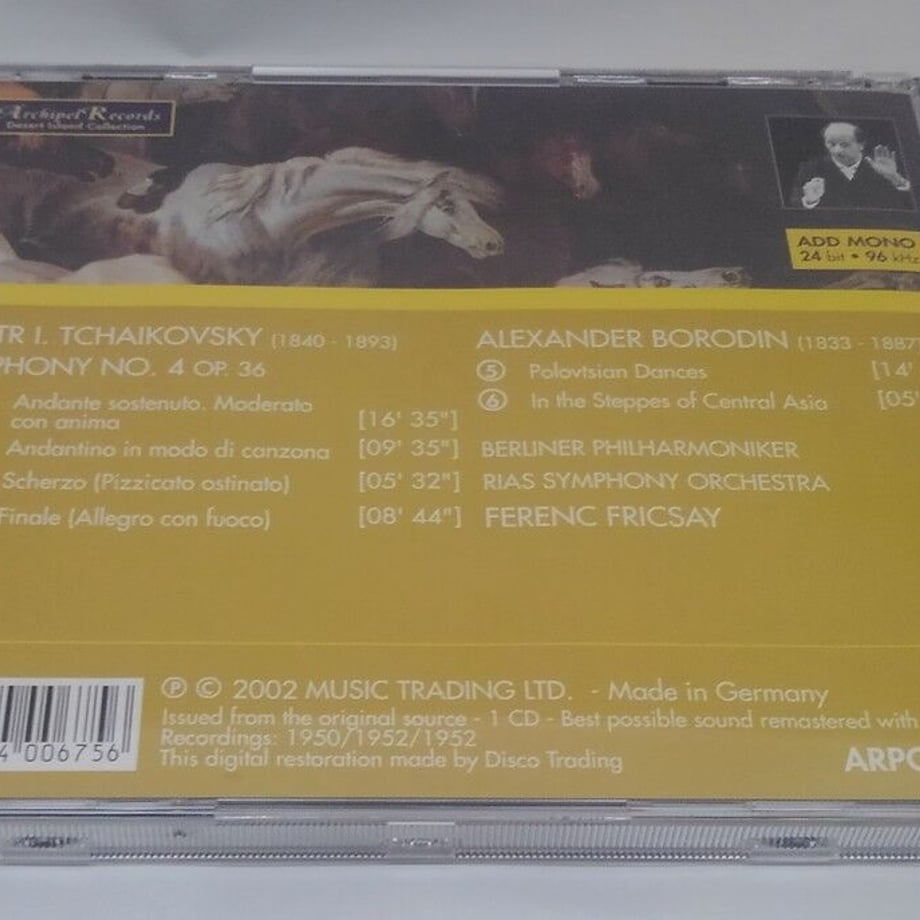 Archipel Records
Desert Island Collection
ADD MONO
24 bit • 96 kHz
TR I. TCHAIKOVSKY (1840 - 1893)
PHONY NO. 4 OP. 36
Andante sostenuto. Moderato
con anima [16' 35"]
Andantino in modo di canzona [09' 35"]
Scherzo (Pizzicato ostinato) [05' 32"]
Finale (Allegro con fuoco) [08' 44"]
ALEXANDER BORODIN (1833 - 1887
⑤ Polovtsian Dances [14'
⑥ In the Steppes of Central Asia [05'
BERLINER PHILHARMONIKER
RIAS SYMPHONY ORCHESTRA
FERENC FRICSAY
4 006756
℗ © 2002 MUSIC TRADING LTD. - Made in Germany
Issued from the original source - 1 CD - Best possible sound remastered with
Recordings: 1950/1952/1952
This digital restoration made by Disco Trading
ARPC